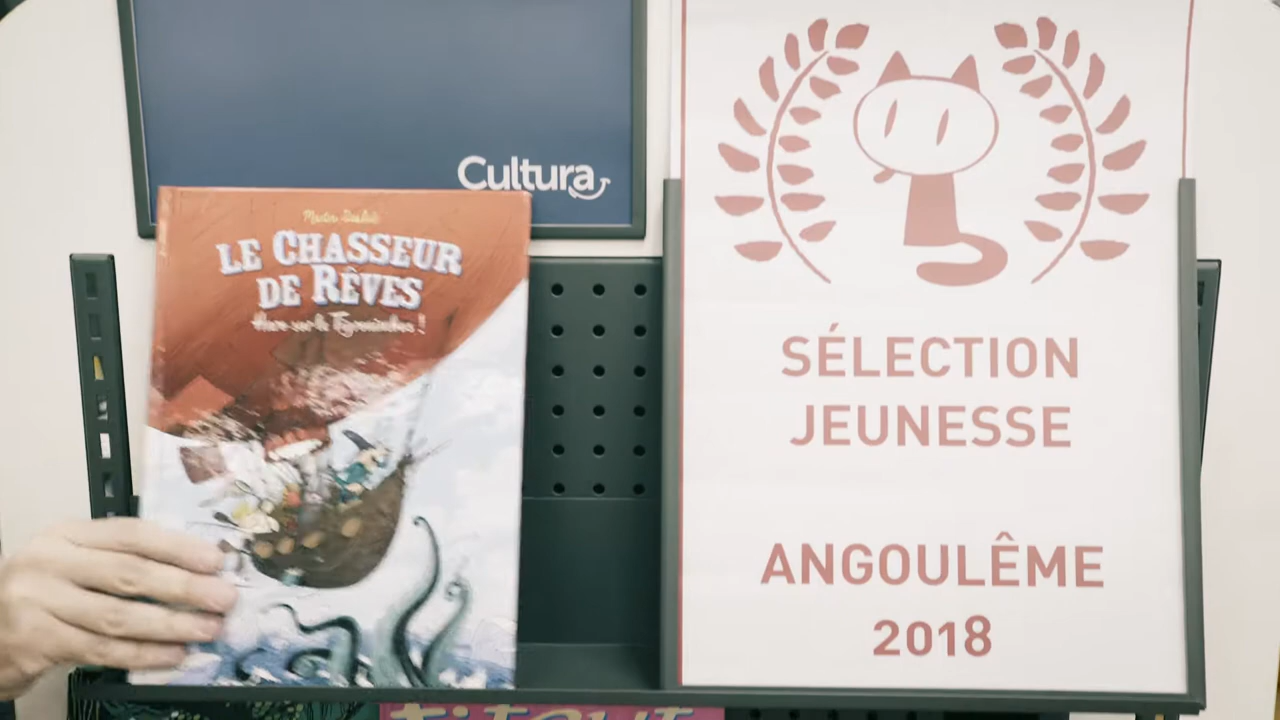 Cultura
LE CHASSEUR
DE RÊVES
SÉLECTION
JEUNESSE
ANGOULÊME
2018